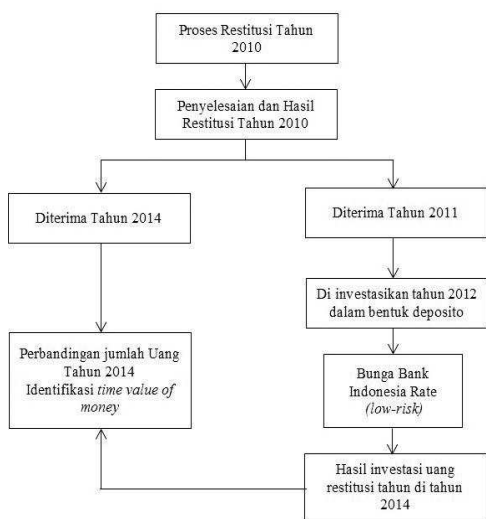 Proses Restitusi Tahun
2010
Penyelesaian dan Hasil
Restitusi Tahun 2010
Diterima Tahun 2014
Diterima Tahun 2011
Di investasikan tahun 2012
dalam bentuk deposito
Perbandingan jumlah Uang
Tahun 2014
Identifikasi time value of
money
Bunga Bank
Indonesia Rate
(low-risk)
Hasil investasi uang
restitusi tahun di tahun
2014